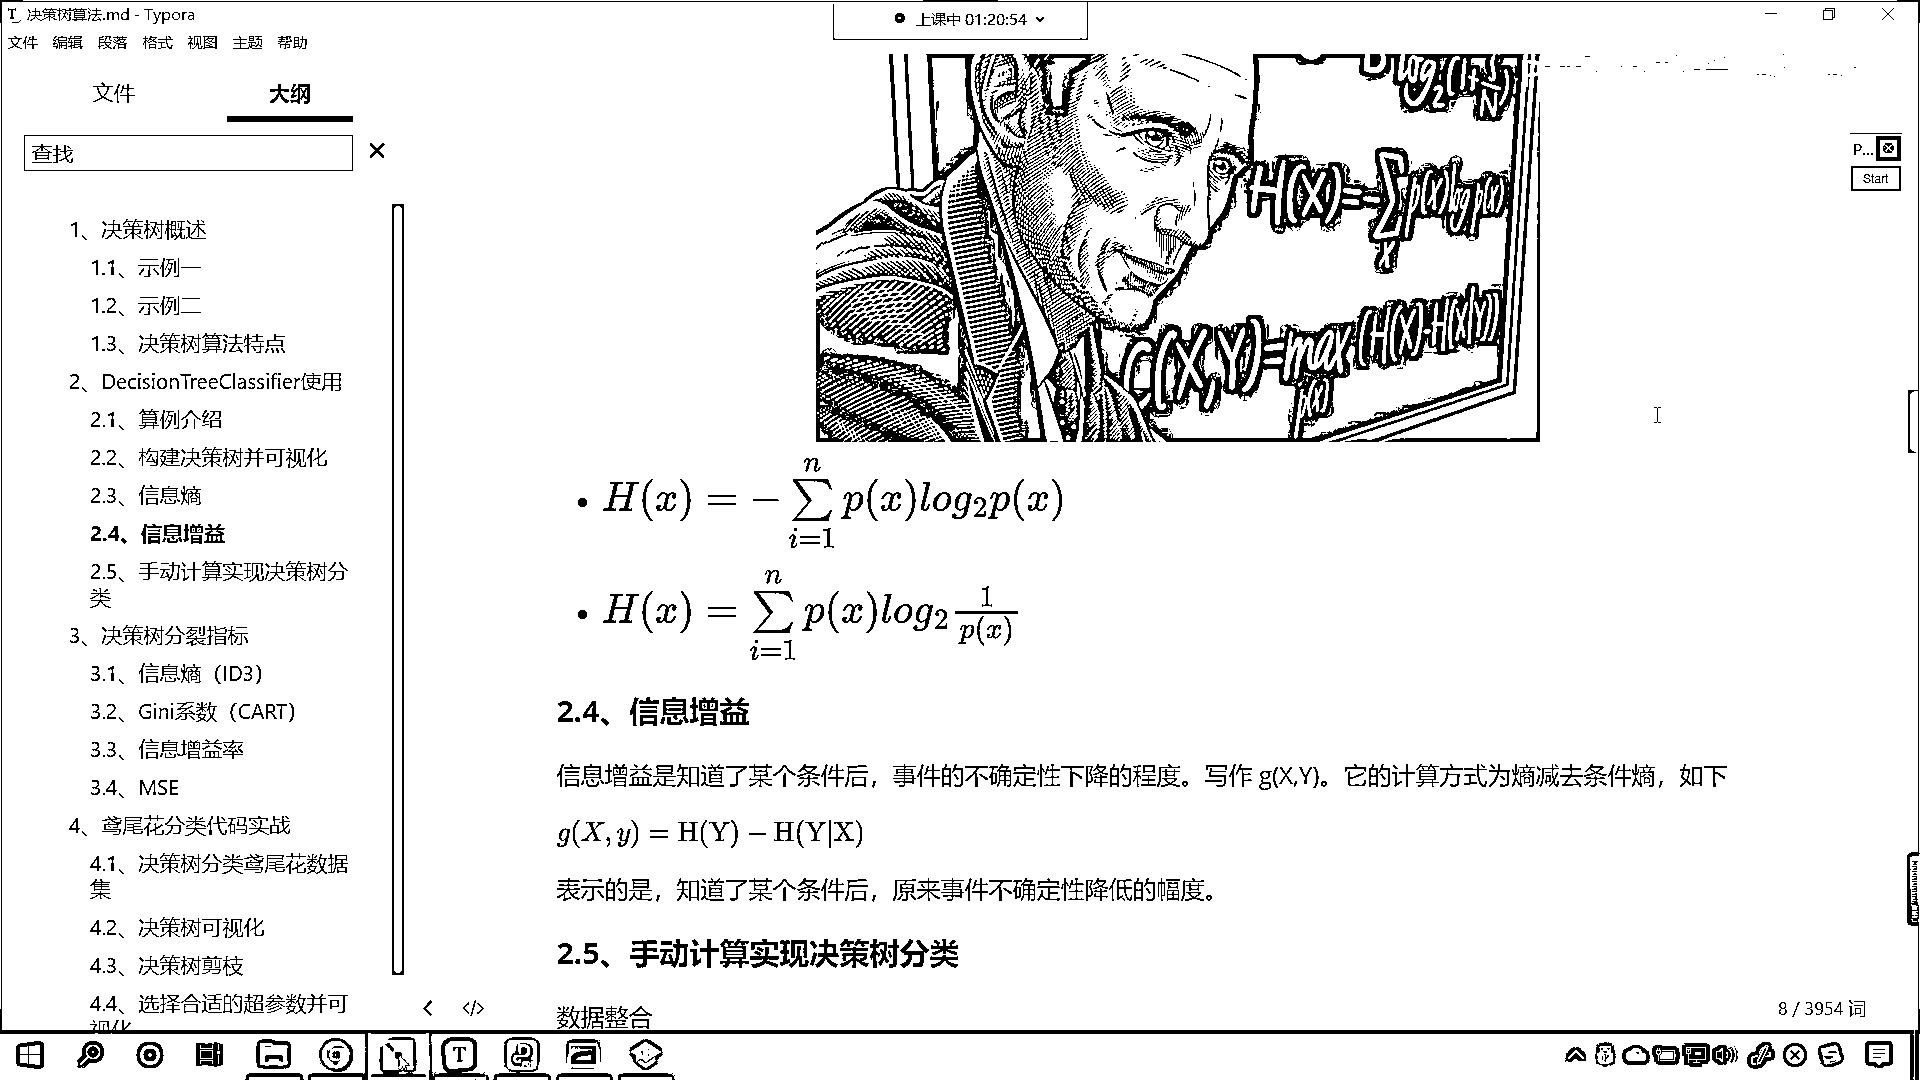 决策树算法.md - Typora
上课中 01:20:54
文件 编辑 段落 格式 视图 主题 帮助
文件 大纲
查找
1、决策树概述
1.1、示例一
1.2、示例二
1.3、决策树算法特点
2、DecisionTreeClassifier使用
2.1、算例介绍
2.2、构建决策树并可视化
2.3、信息熵
2.4、信息增益
2.5、手动计算实现决策树分
类
3、决策树分裂指标
3.1、信息熵（ID3）
3.2、Gini系数（CART）
3.3、信息增益率
3.4、MSE
4、鸢尾花分类代码实战
4.1、决策树分类鸢尾花数据
集
4.2、决策树可视化
4.3、决策树剪枝
4.4、选择合适的超参数并可
视化
log₂(1+S/N)
H(X)=-∑p(x)log p(x)
x
C(X,Y)=max(H(X)-H(X|Y))
p(x)
P...
Start
• H(x) = -∑_{i=1}^{n} p(x)log₂p(x)
• H(x) = ∑_{i=1}^{n} p(x)log₂ 1/p(x)
2.4、信息增益
信息增益是知道了某个条件后，事件的不确定性下降的程度。写作 g(X,Y)。它的计算方式为熵减去条件熵，如下
g(X, y) = H(Y) − H(Y|X)
表示的是，知道了某个条件后，原来事件不确定性降低的幅度。
2.5、手动计算实现决策树分类
数据整合
8 / 3954 词